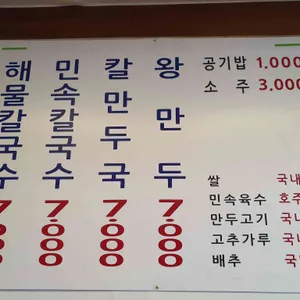 해물칼국수 7.000
민속칼국수 7.000
칼만두국 7.000
왕만두 7.000
공기밥 1.000
소주 3.000
쌀 국내
민속육수 호주
만두고기 국내
고추가루 국내
배추